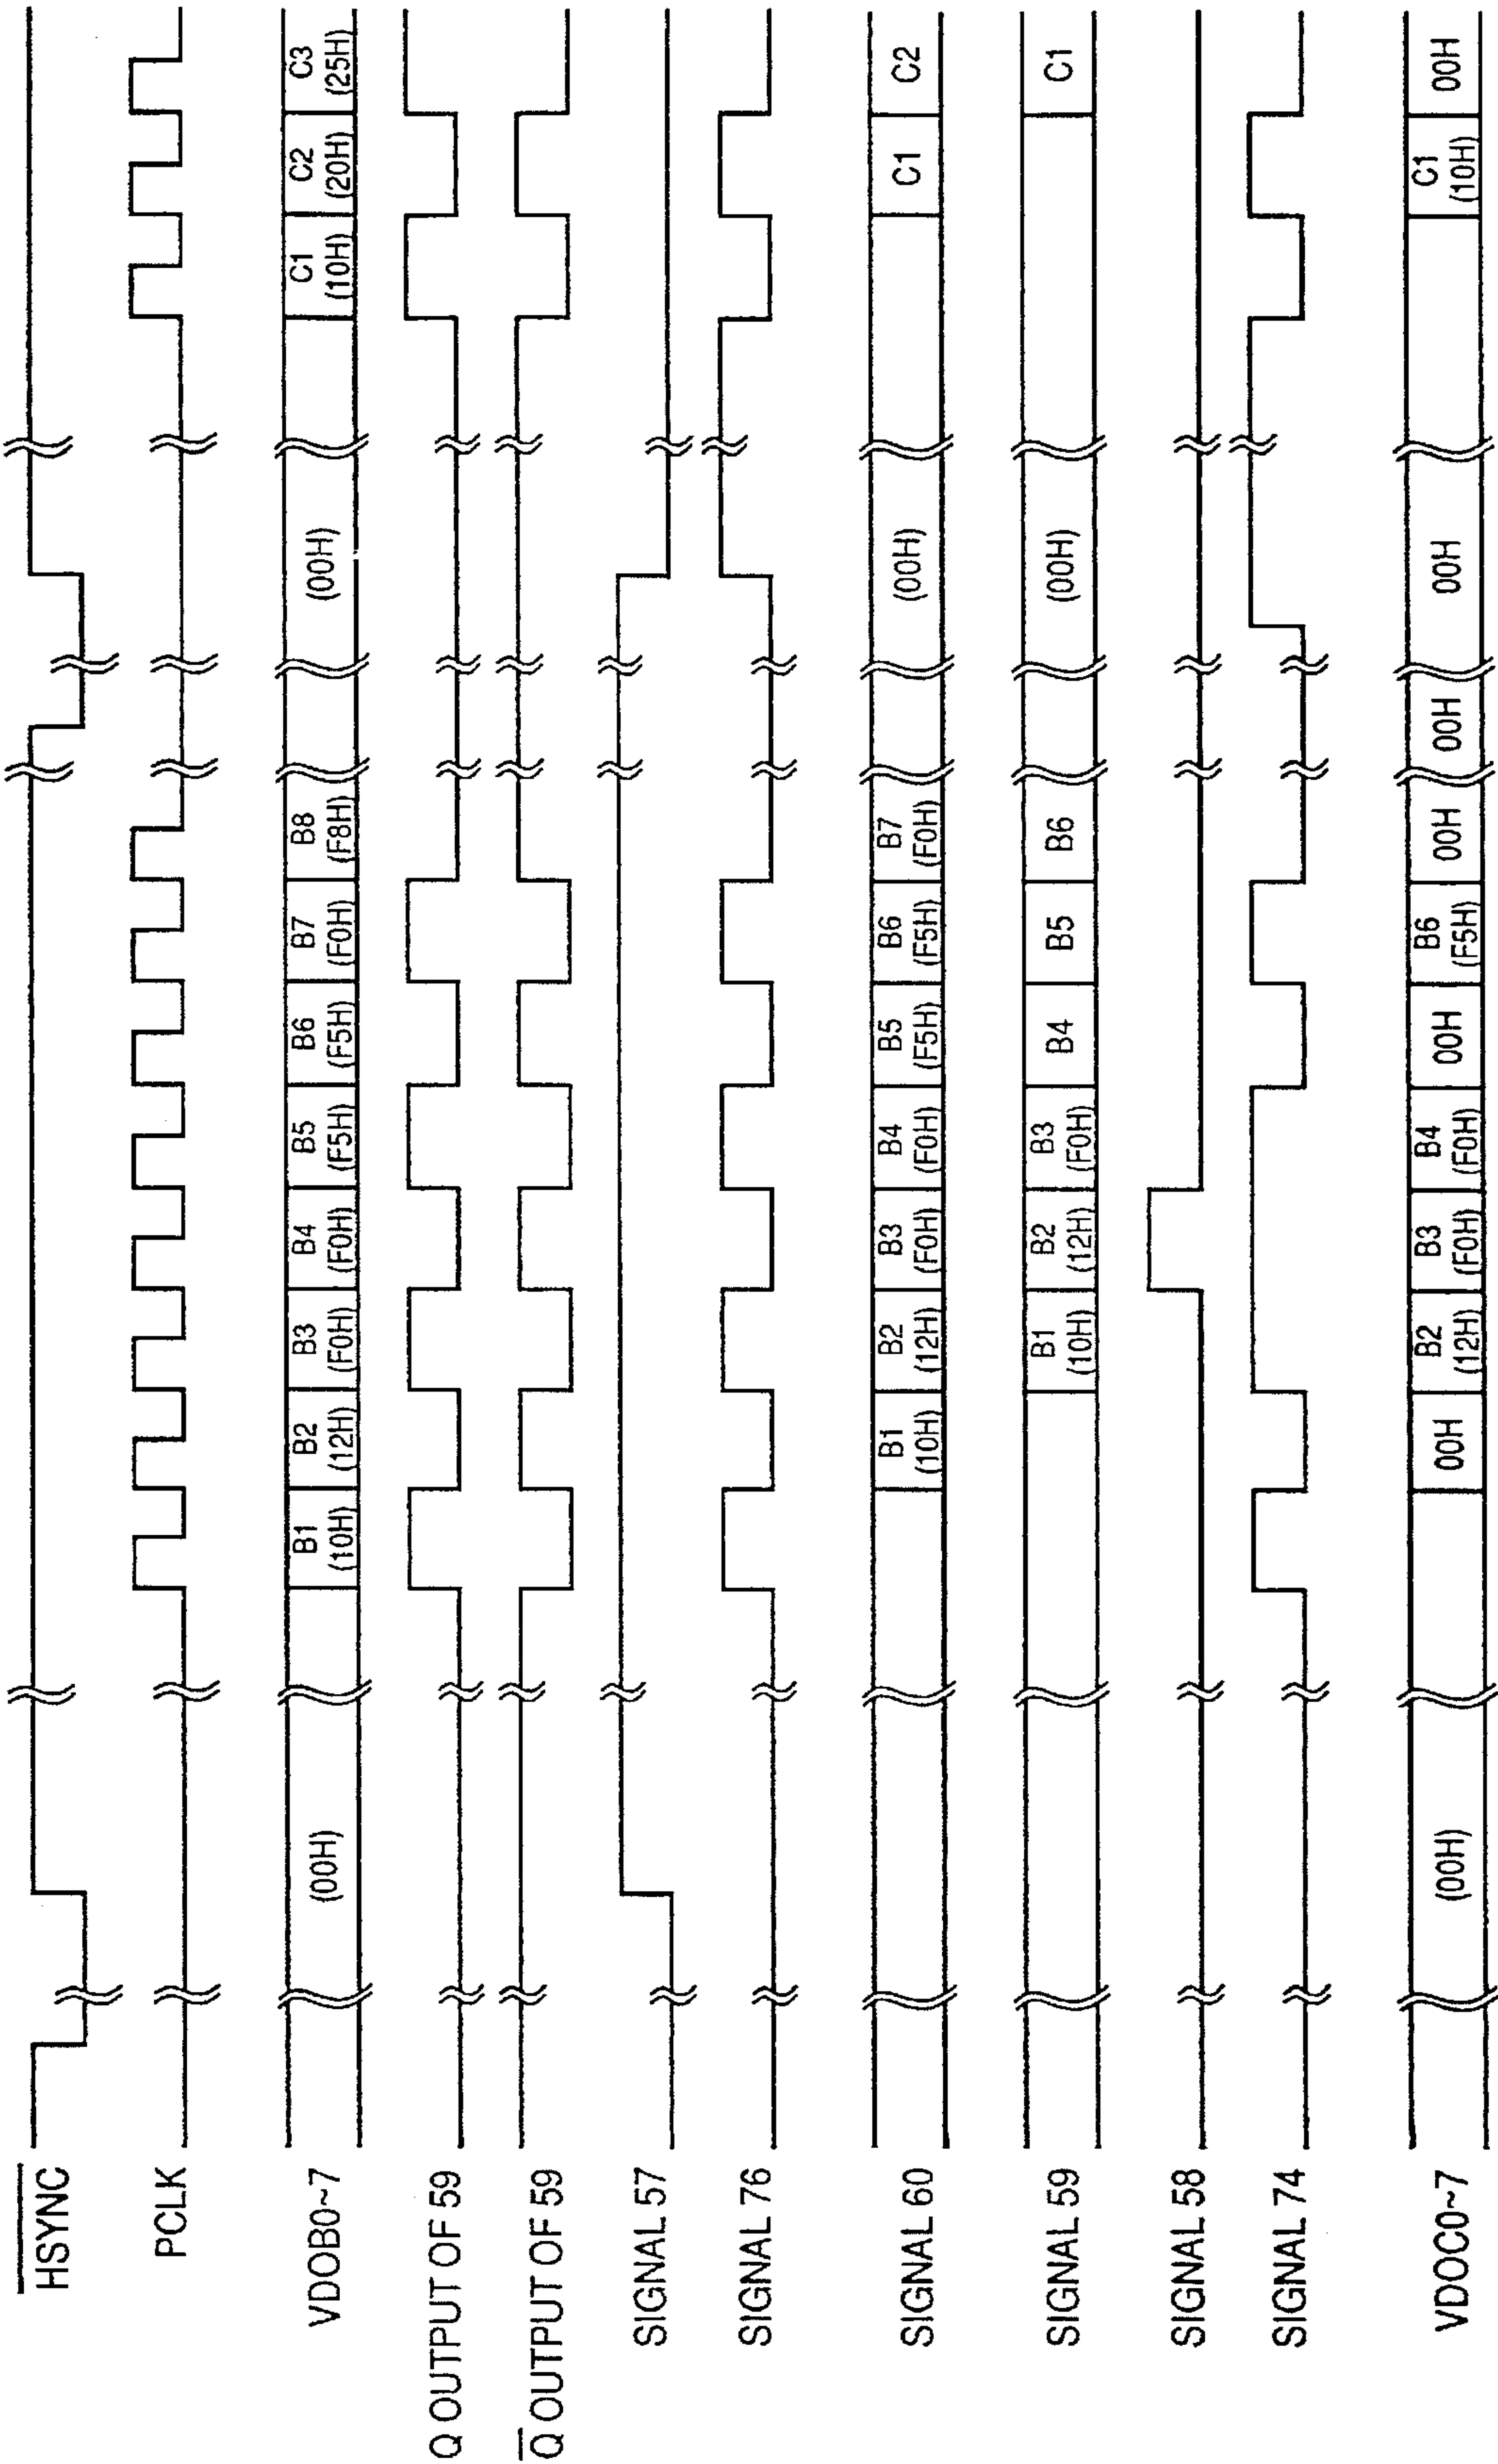 HSYNC
PCLK
VDOB0~7 (00H) B1 (10H) B2 (12H) B3 (F0H) B4 (F0H) B5 (F5H) B6 (F5H) B7 (F0H) B8 (F8H) (00H) C1 (10H) C2 (20H) C3 (25H)
Q OUTPUT OF 59
Q OUTPUT OF 59
SIGNAL 57
SIGNAL 76
SIGNAL 60 B1 (10H) B2 (12H) B3 (F0H) B4 (F0H) B5 (F5H) B6 (F5H) B7 (F0H) (00H) C1 C2
SIGNAL 59 B1 (10H) B2 (12H) B3 (F0H) B4 B5 B6 (00H) C1
SIGNAL 58
SIGNAL 74
VDOC0~7 (00H) 00H B2 (12H) B3 (F0H) B4 (F0H) 00H B6 (F5H) 00H 00H 00H C1 (10H) 00H